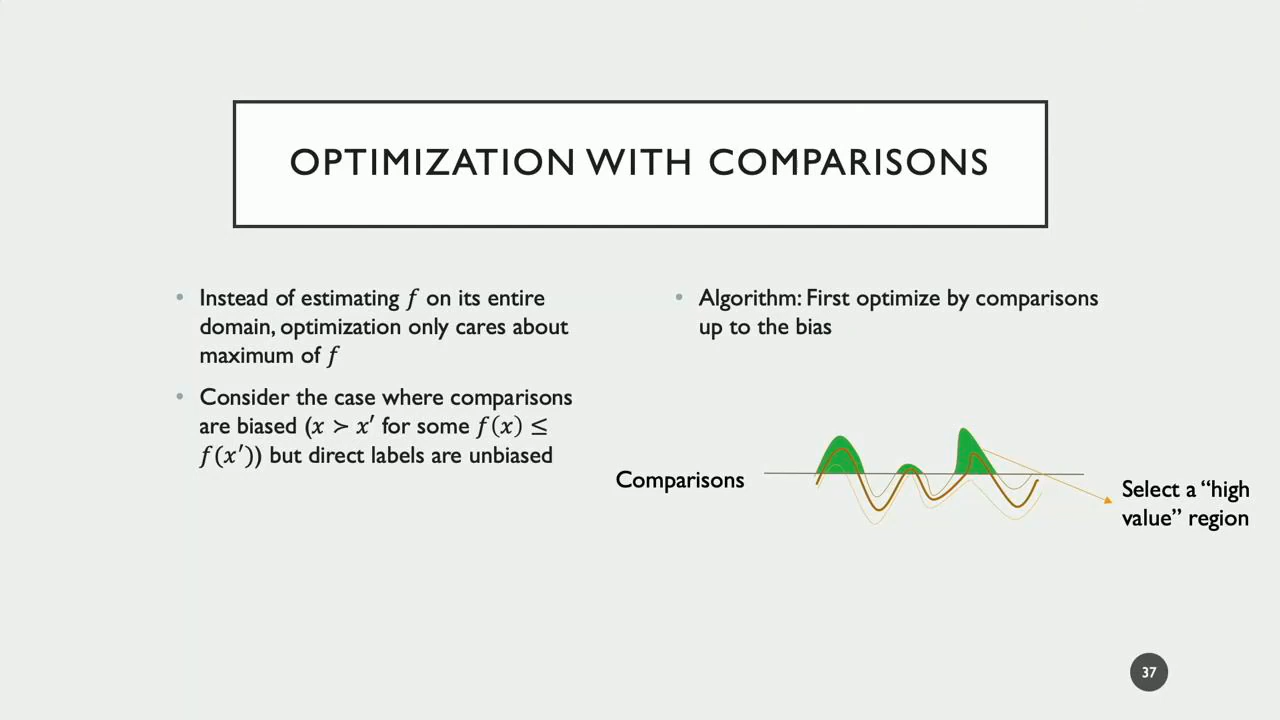 OPTIMIZATION WITH COMPARISONS
• Instead of estimating 𝑓 on its entire
domain, optimization only cares about
maximum of 𝑓
• Consider the case where comparisons
are biased (𝑥 ≻ 𝑥′ for some 𝑓(𝑥) ≤
𝑓(𝑥′)) but direct labels are unbiased
• Algorithm: First optimize by comparisons
up to the bias
Comparisons
Select a “high
value” region
37